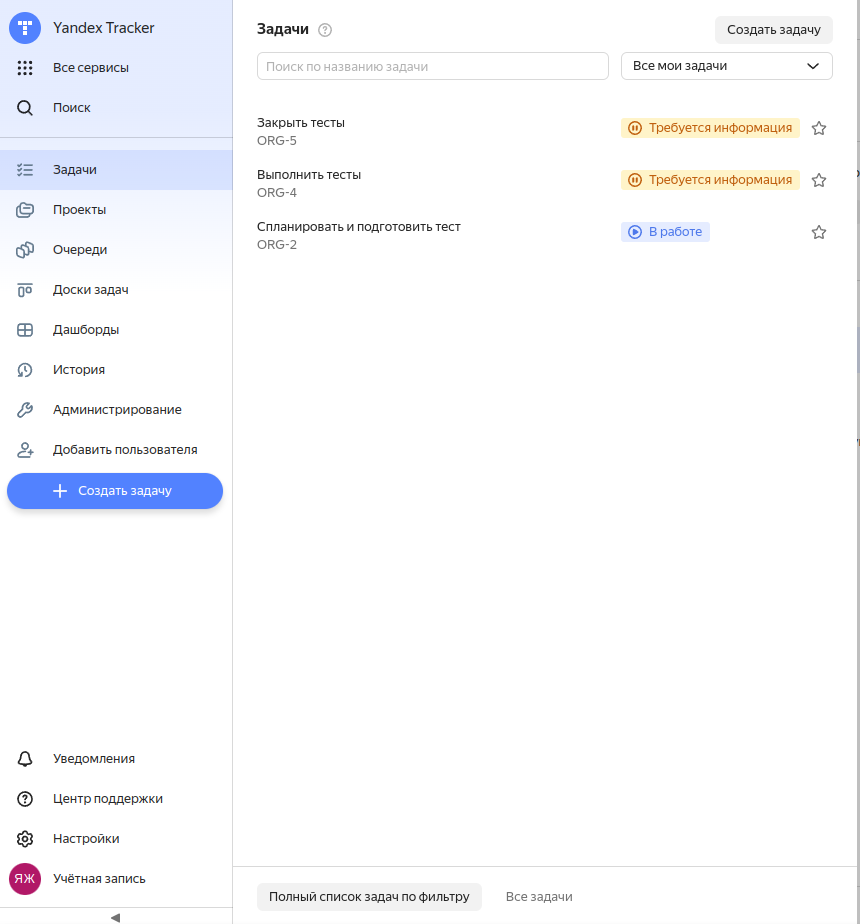 Yandex Tracker
Все сервисы
Поиск
Задачи
Проекты
Очереди
Доски задач
Дашборды
История
Администрирование
Добавить пользователя
Создать задачу
Уведомления
Центр поддержки
Настройки
ЯЖ Учётная запись
Задачи
Создать задачу
Поиск по названию задачи
Все мои задачи
Закрыть тесты
ORG-5
Требуется информация
Выполнить тесты
ORG-4
Требуется информация
Спланировать и подготовить тест
ORG-2
В работе
Полный список задач по фильтру
Все задачи